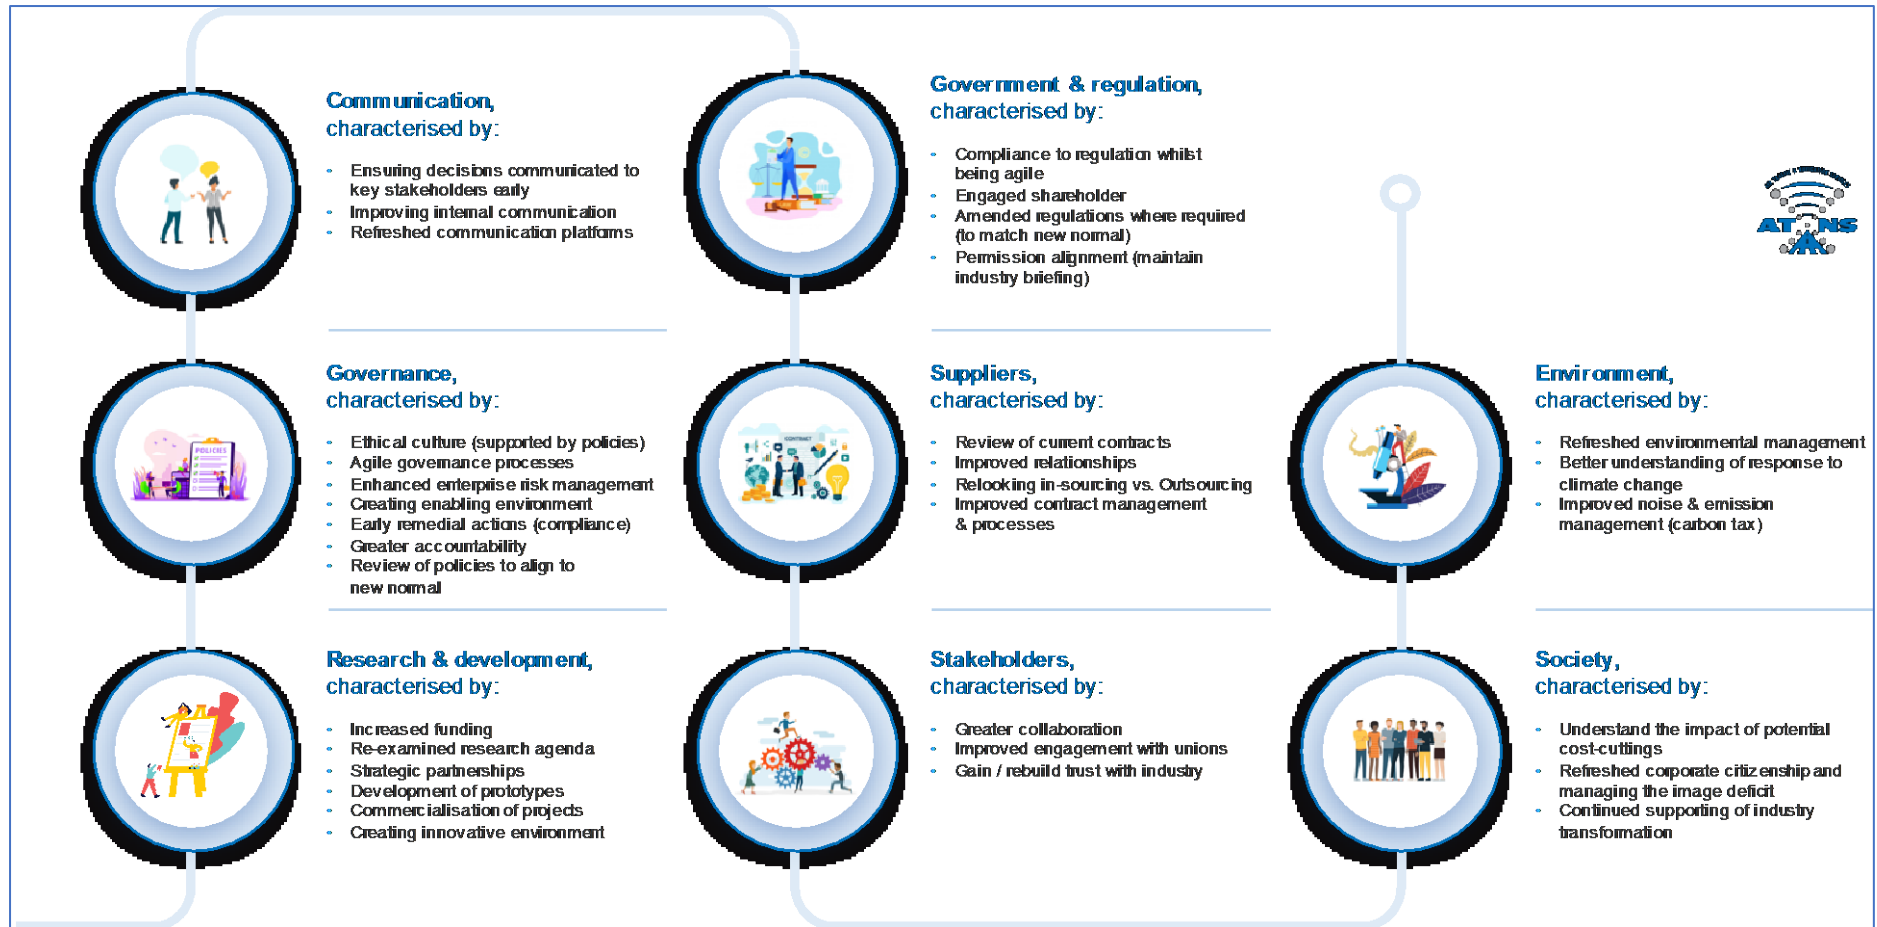 Communication,
characterised by:
• Ensuring decisions communicated to
key stakeholders early
• Improving internal communication
• Refreshed communication platforms
Governance,
characterised by:
• Ethical culture (supported by policies)
• Agile governance processes
• Enhanced enterprise risk management
• Creating enabling environment
• Early remedial actions (compliance)
• Greater accountability
• Review of policies to align to
new normal
POLICIES
Research & development,
characterised by:
• Increased funding
• Re-examined research agenda
• Strategic partnerships
• Development of prototypes
• Commercialisation of projects
• Creating innovative environment
Government & regulation,
characterised by:
• Compliance to regulation whilst
being agile
• Engaged shareholder
• Amended regulations where required
(to match new normal)
• Permission alignment (maintain
industry briefing)
Suppliers,
characterised by:
• Review of current contracts
• Improved relationships
• Relooking in-sourcing vs. Outsourcing
• Improved contract management
& processes
CONTRACT
Stakeholders,
characterised by:
• Greater collaboration
• Improved engagement with unions
• Gain / rebuild trust with industry
Environment,
characterised by:
• Refreshed environmental management
• Better understanding of response to
climate change
• Improved noise & emission
management (carbon tax)
Society,
characterised by:
• Understand the impact of potential
cost-cuttings
• Refreshed corporate citizenship and
managing the image deficit
• Continued supporting of industry
transformation
ATNS